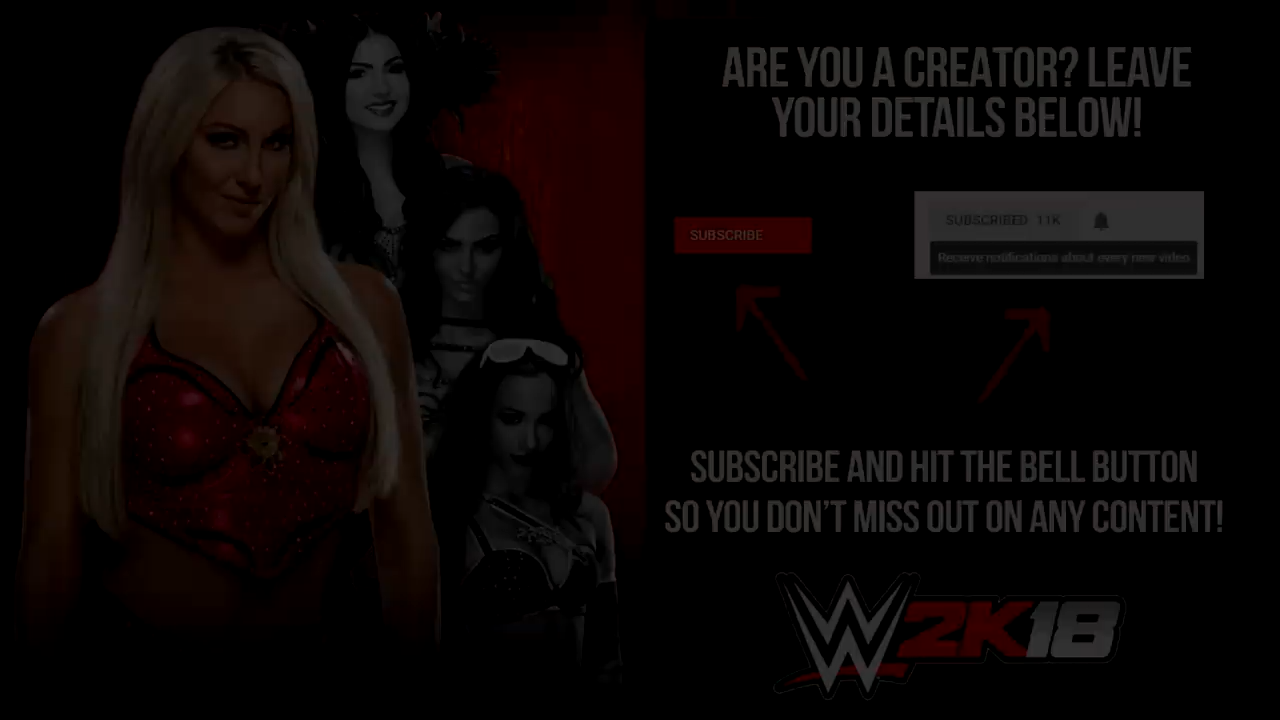 ARE YOU A CREATOR? LEAVE
YOUR DETAILS BELOW!
SUBSCRIBE
SUBSCRIBED 11K
Receive notifications about every new video
SUBSCRIBE AND HIT THE BELL BUTTON
SO YOU DON'T MISS OUT ON ANY CONTENT!
W 2K18